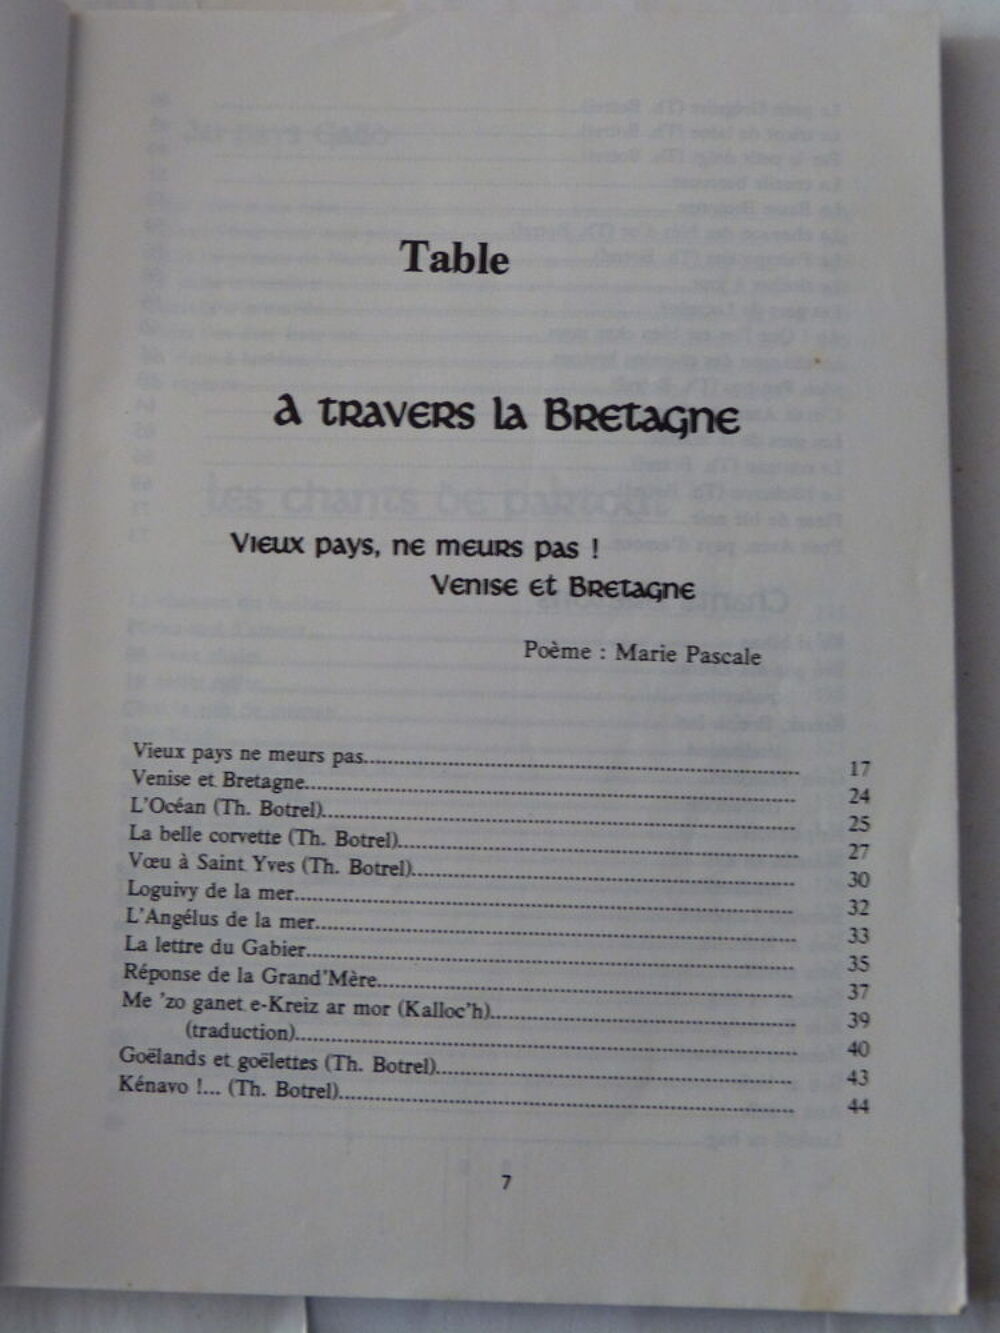 Table
A travers la Bretagne
Vieux pays, ne meurs pas !
Venise et Bretagne
Poème : Marie Pascale
Vieux pays ne meurs pas........ 17
Venise et Bretagne........ 24
L'Océan (Th. Botrel)........ 25
La belle corvette (Th. Botrel)........ 27
Vœu à Saint Yves (Th. Botrel)........ 30
Loguivy de la mer........ 32
L'Angélus de la mer........ 33
La lettre du Gabier........ 35
Réponse de la Grand'Mère........ 37
Me 'zo ganet e-Kreiz ar mor (Kalloc'h)........ 39
(traduction)........ 40
Goëlands et goëlettes (Th. Botrel)........ 43
Kénavo !... (Th. Botrel)........ 44
7